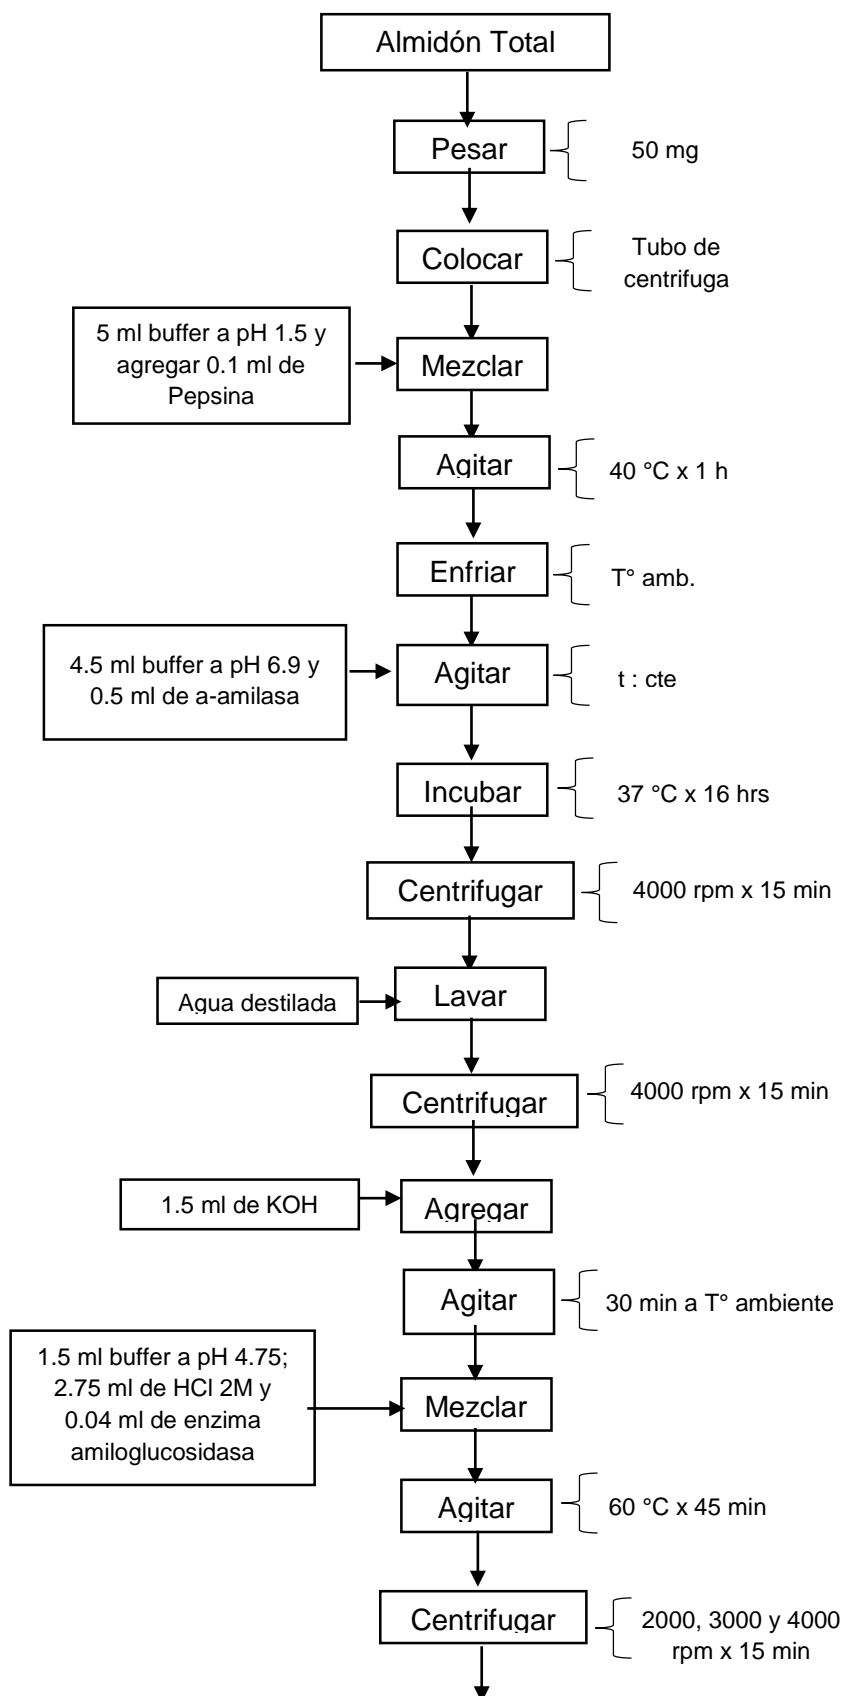 Almidón Total
Pesar
50 mg
Colocar
Tubo de
centrifuga
5 ml buffer a pH 1.5 y
agregar 0.1 ml de
Pepsina
Mezclar
Agitar
40 °C x 1 h
Enfriar
T° amb.
4.5 ml buffer a pH 6.9 y
0.5 ml de a-amilasa
Agitar
t : cte
Incubar
37 °C x 16 hrs
Centrifugar
4000 rpm x 15 min
Agua destilada
Lavar
Centrifugar
4000 rpm x 15 min
1.5 ml de KOH
Agregar
Agitar
30 min a T° ambiente
1.5 ml buffer a pH 4.75;
2.75 ml de HCl 2M y
0.04 ml de enzima
amiloglucosidasa
Mezclar
Agitar
60 °C x 45 min
Centrifugar
2000, 3000 y 4000
rpm x 15 min